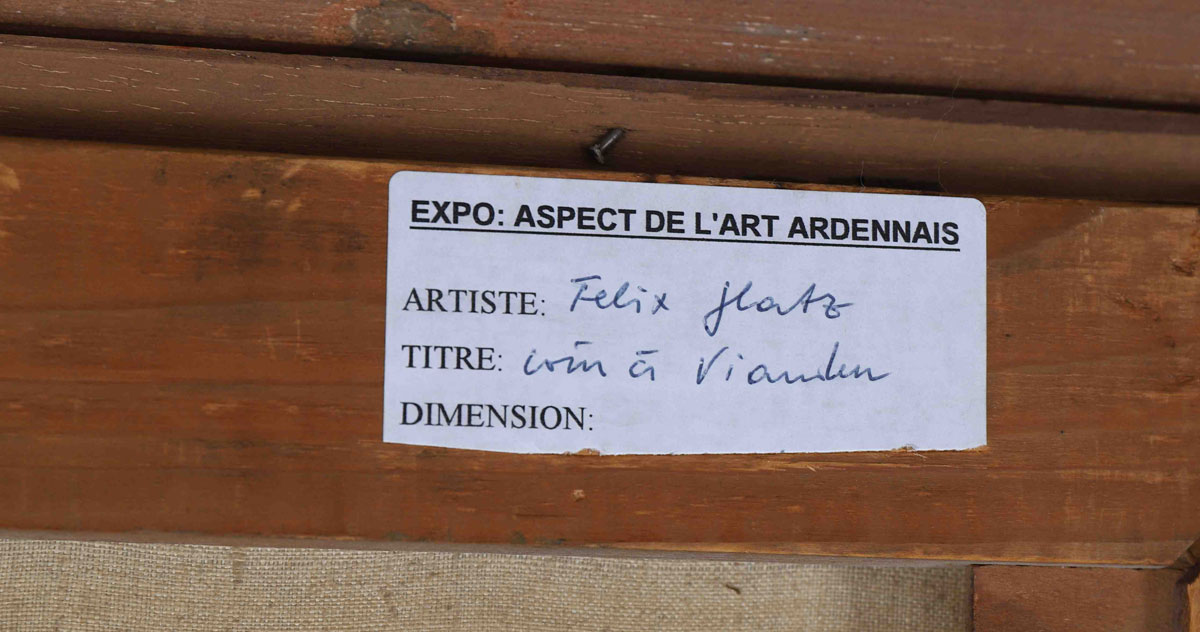 EXPO: ASPECT DE L'ART ARDENNAIS
ARTISTE: Felix Glatz
TITRE: coin à Vianden
DIMENSION: